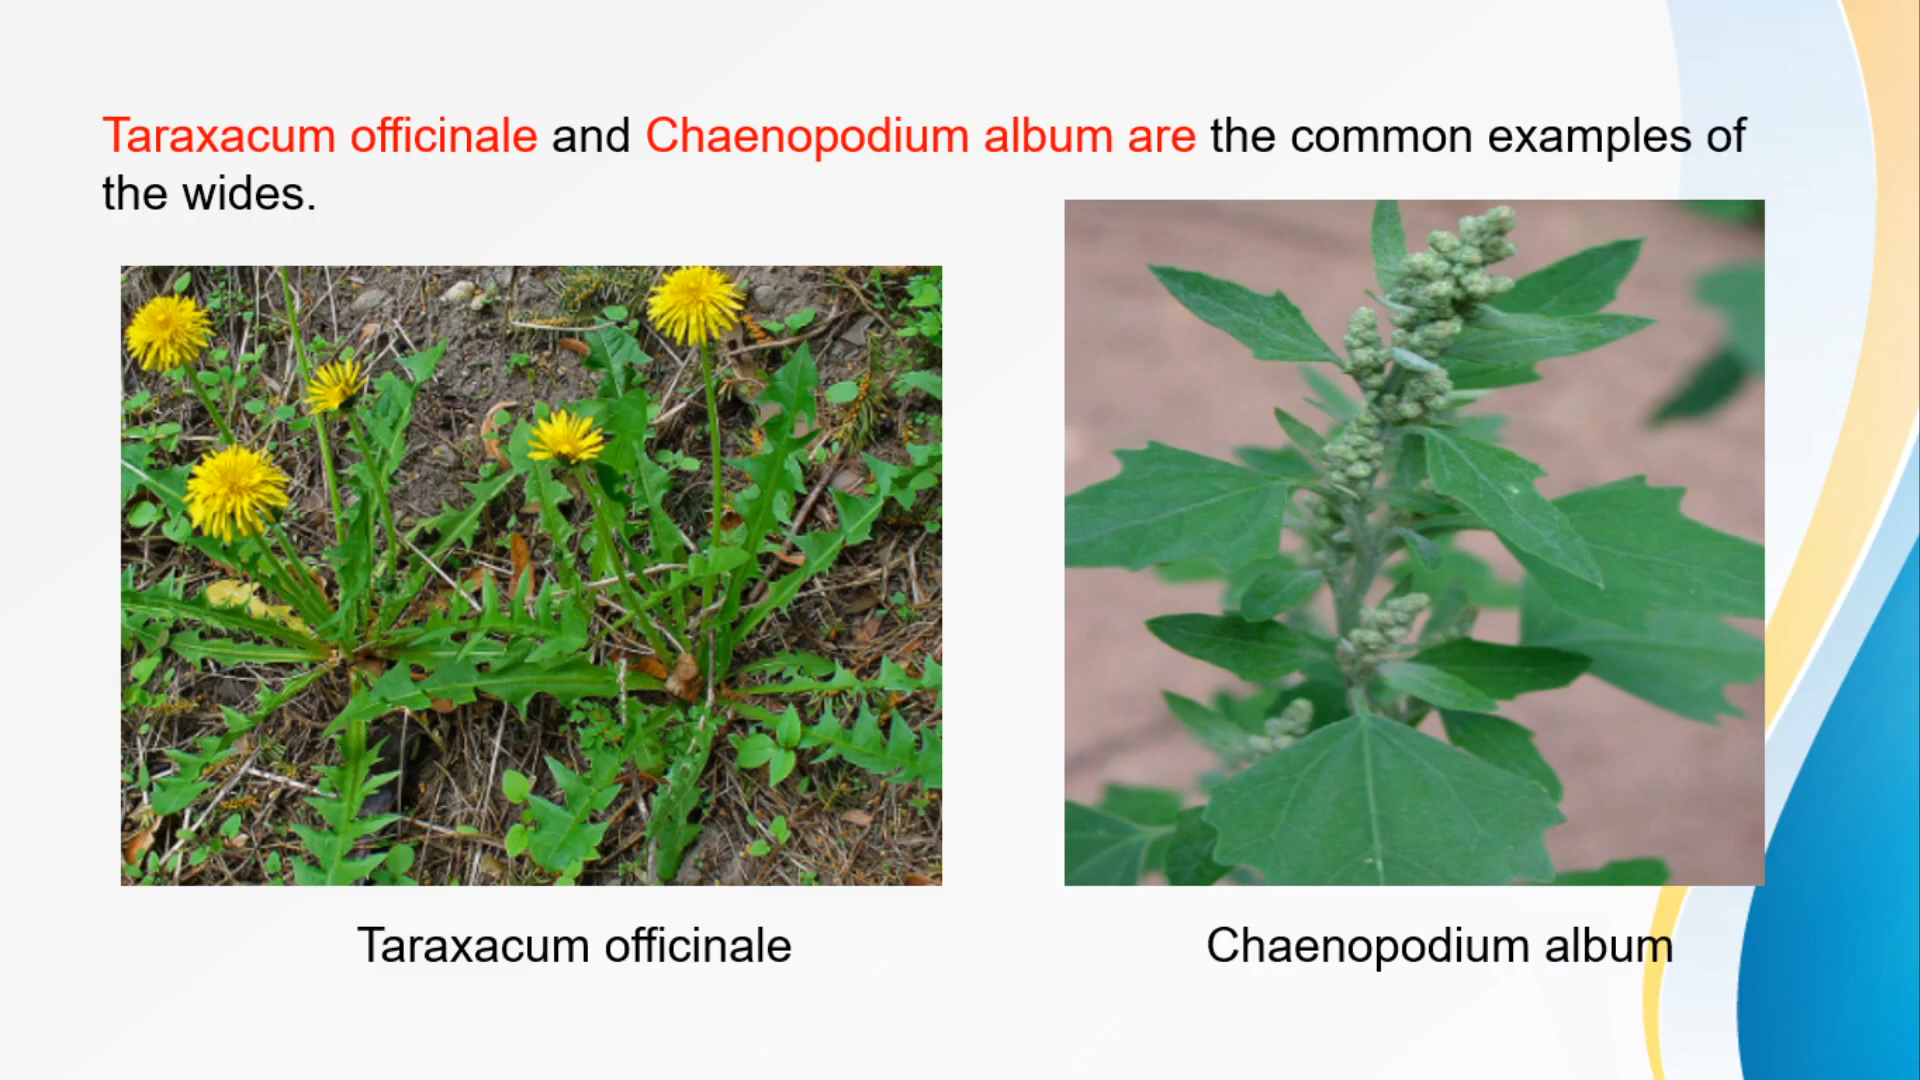 Taraxacum officinale and Chaenopodium album are the common examples of
the wides.
Taraxacum officinale
Chaenopodium album